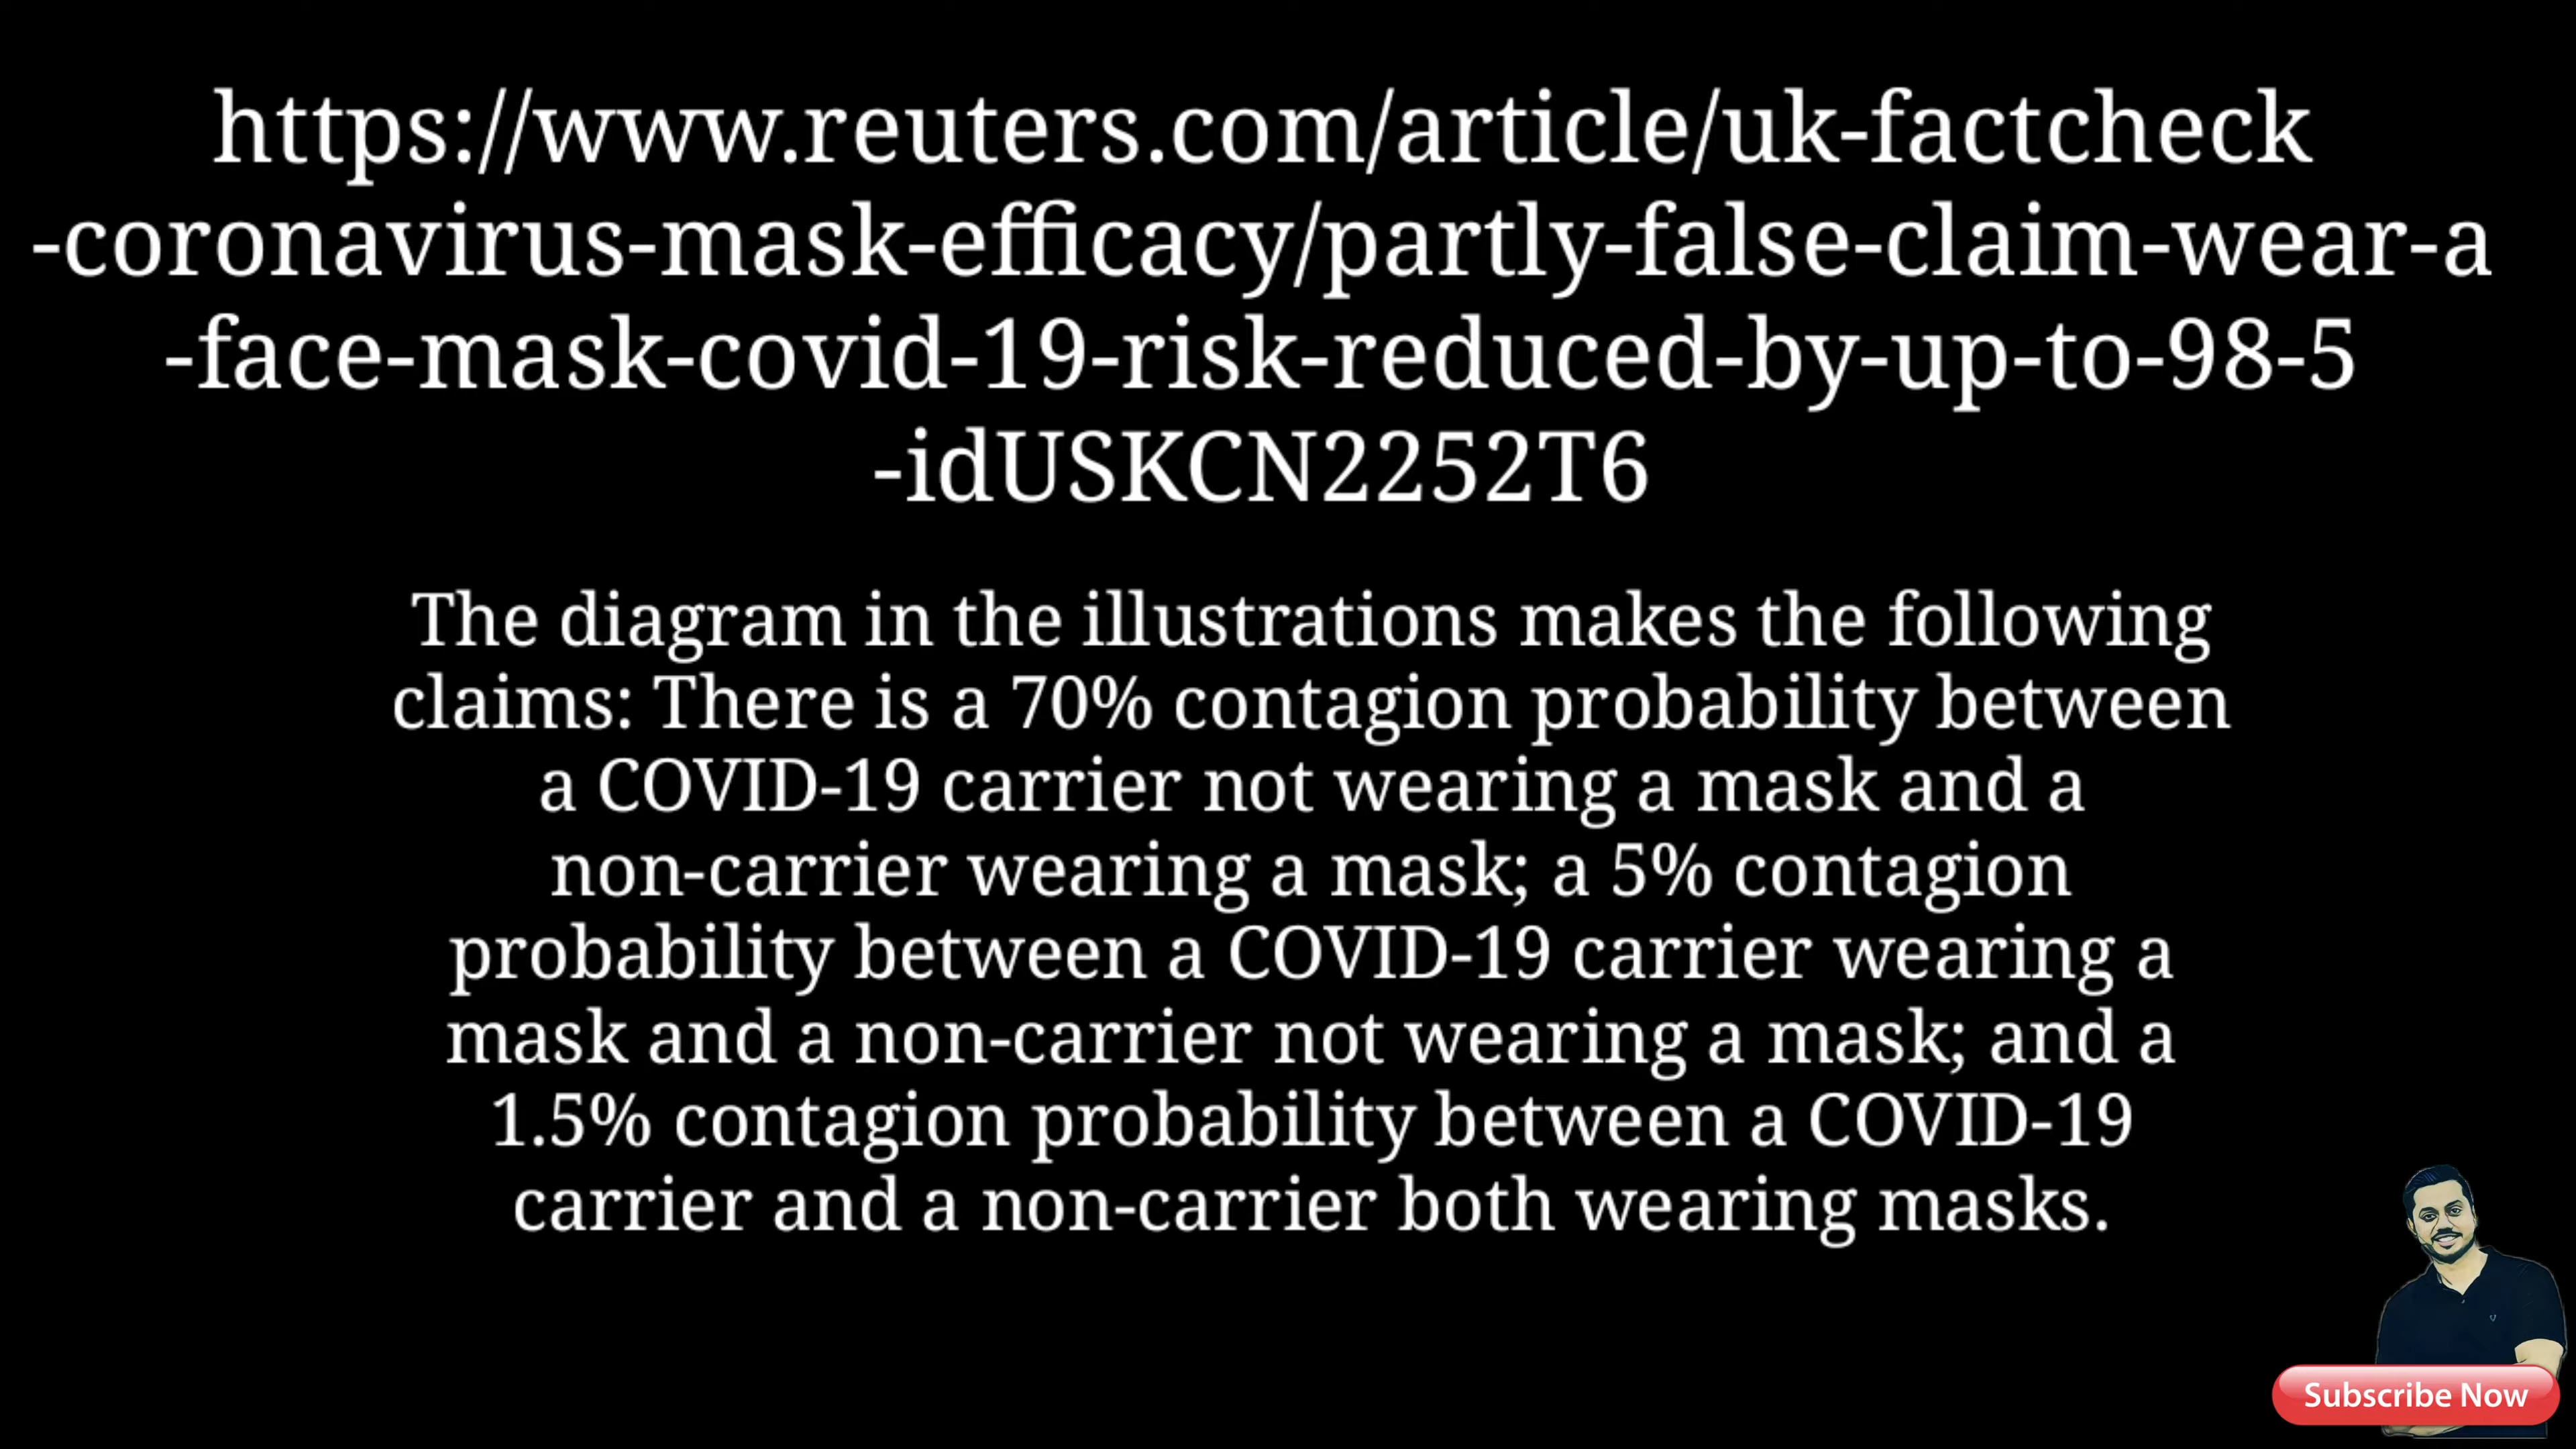 https://www.reuters.com/article/uk-factcheck
-coronavirus-mask-efficacy/partly-false-claim-wear-a
-face-mask-covid-19-risk-reduced-by-up-to-98-5
-idUSKCN2252T6
The diagram in the illustrations makes the following
claims: There is a 70% contagion probability between
a COVID-19 carrier not wearing a mask and a
non-carrier wearing a mask; a 5% contagion
probability between a COVID-19 carrier wearing a
mask and a non-carrier not wearing a mask; and a
1.5% contagion probability between a COVID-19
carrier and a non-carrier both wearing masks.
Subscribe Now